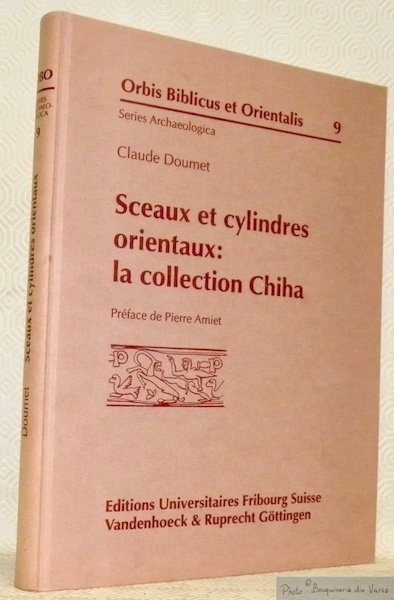 Orbis Biblicus et Orientalis 9
Series Archaeologica
Claude Doumet
Sceaux et cylindres
orientaux:
la collection Chiha
Préface de Pierre Amiet
Editions Universitaires Fribourg Suisse
Vandenhoeck & Ruprecht Göttingen
9
Doumet Sceaux et cylindres orientaux
Photo © Bouquinerie du Varis